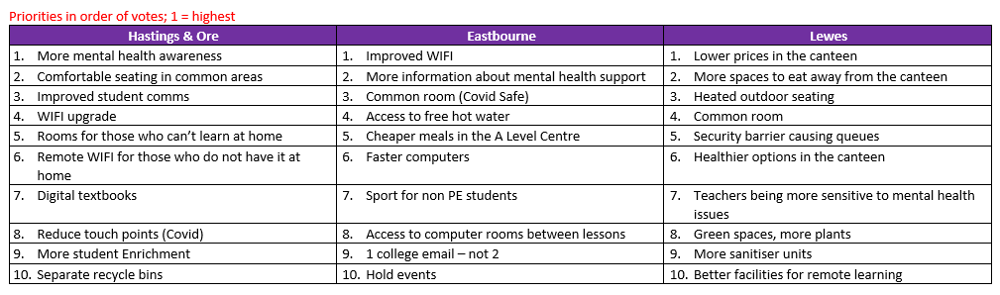 Priorities in order of votes; 1 = highest
Hastings & Ore Eastbourne Lewes
1. More mental health awareness 1. Improved WIFI 1. Lower prices in the canteen
2. Comfortable seating in common areas 2. More information about mental health support 2. More spaces to eat away from the canteen
3. Improved student comms 3. Common room (Covid Safe) 3. Heated outdoor seating
4. WIFI upgrade 4. Access to free hot water 4. Common room
5. Rooms for those who can't learn at home 5. Cheaper meals in the A Level Centre 5. Security barrier causing queues
6. Remote WIFI for those who do not have it at 6. Faster computers 6. Healthier options in the canteen
home
7. Digital textbooks 7. Sport for non PE students 7. Teachers being more sensitive to mental health
issues
8. Reduce touch points (Covid) 8. Access to computer rooms between lessons 8. Green spaces, more plants
9. More student Enrichment 9. 1 college email – not 2 9. More sanitiser units
10. Separate recycle bins 10. Hold events 10. Better facilities for remote learning